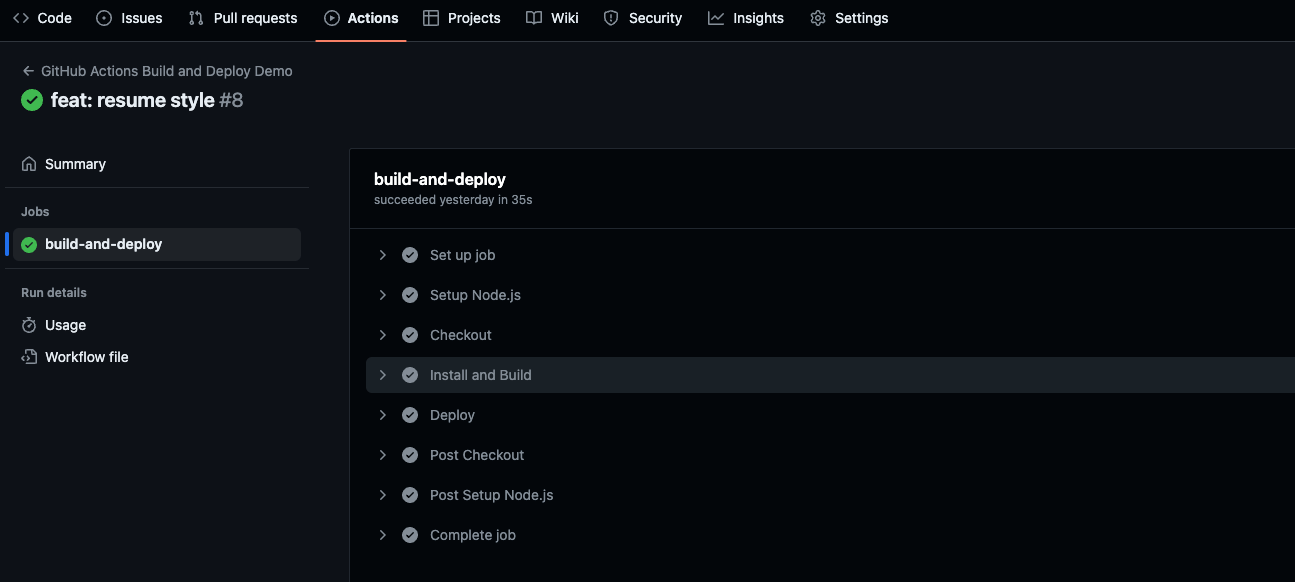 Code Issues Pull requests Actions Projects Wiki Security Insights Settings
GitHub Actions Build and Deploy Demo
feat: resume style #8
Summary
Jobs
build-and-deploy
Run details
Usage
Workflow file
build-and-deploy
succeeded yesterday in 35s
Set up job
Setup Node.js
Checkout
Install and Build
Deploy
Post Checkout
Post Setup Node.js
Complete job